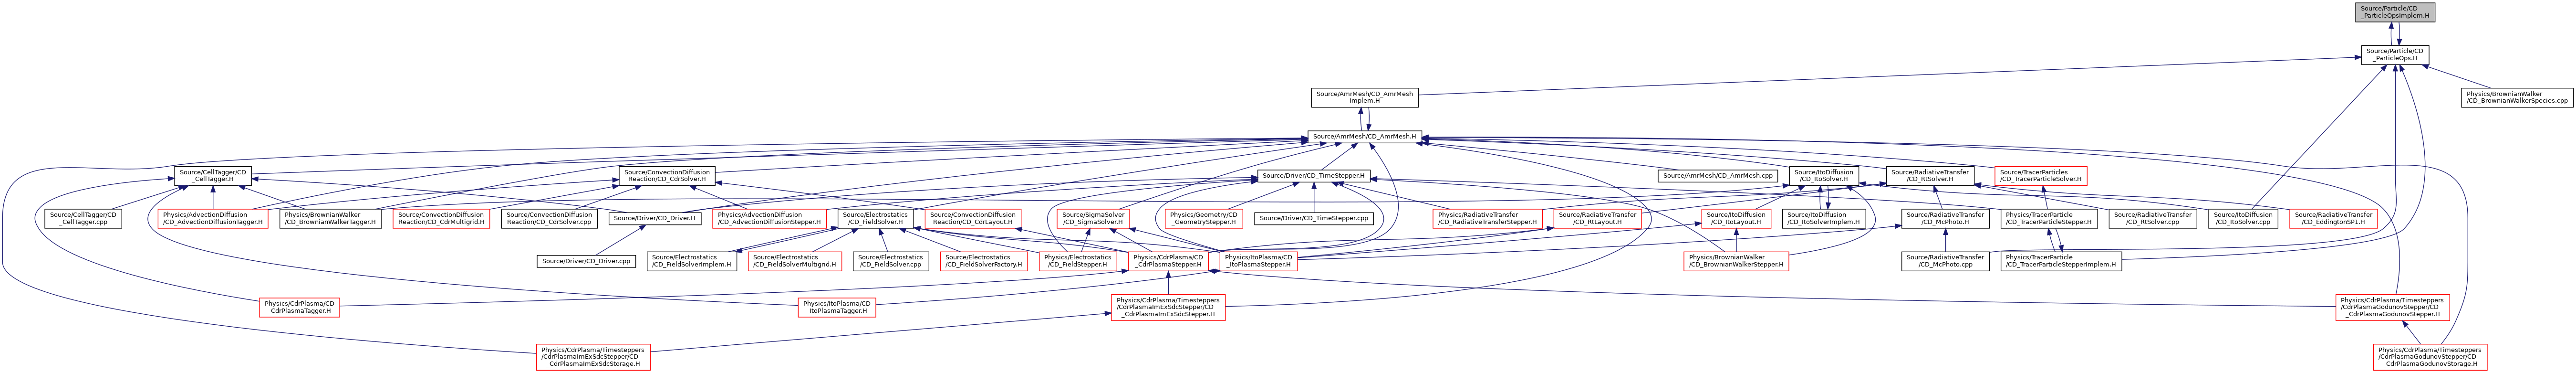 Source/Particle/CD
_ParticleOpsImplem.H
Source/Particle/CD
_ParticleOps.H
Source/AmrMesh/CD_AmrMesh
Implem.H
Physics/BrownianWalker
/CD_BrownianWalkerSpecies.cpp
Source/AmrMesh/CD_AmrMesh.H
Source/CellTagger/CD
_CellTagger.H
Source/ConvectionDiffusion
Reaction/CD_CdrSolver.H
Source/Driver/CD_TimeStepper.H
Source/AmrMesh/CD_AmrMesh.cpp
Source/ItoDiffusion
/CD_ItoSolver.H
Source/RadiativeTransfer
/CD_RtSolver.H
Source/TracerParticles
/CD_TracerParticleSolver.H
Source/CellTagger/CD
_CellTagger.cpp
Physics/AdvectionDiffusion
/CD_AdvectionDiffusionTagger.H
Physics/BrownianWalker
/CD_BrownianWalkerTagger.H
Source/ConvectionDiffusion
Reaction/CD_CdrMultigrid.H
Source/ConvectionDiffusion
Reaction/CD_CdrSolver.cpp
Source/Driver/CD_Driver.H
Physics/AdvectionDiffusion
/CD_AdvectionDiffusionStepper.H
Source/Electrostatics
/CD_FieldSolver.H
Source/ConvectionDiffusion
Reaction/CD_CdrLayout.H
Source/SigmaSolver
/CD_SigmaSolver.H
Physics/Geometry/CD
_GeometryStepper.H
Source/Driver/CD_TimeStepper.cpp
Physics/RadiativeTransfer
/CD_RadiativeTransferStepper.H
Source/RadiativeTransfer
/CD_RtLayout.H
Source/ItoDiffusion
/CD_ItoLayout.H
Source/ItoDiffusion
/CD_ItoSolverImplem.H
Source/RadiativeTransfer
/CD_McPhoto.H
Physics/TracerParticle
/CD_TracerParticleStepper.H
Source/RadiativeTransfer
/CD_RtSolver.cpp
Source/ItoDiffusion
/CD_ItoSolver.cpp
Source/RadiativeTransfer
/CD_EddingtonSP1.H
Source/Driver/CD_Driver.cpp
Source/Electrostatics
/CD_FieldSolverImplem.H
Source/Electrostatics
/CD_FieldSolverMultigrid.H
Source/Electrostatics
/CD_FieldSolver.cpp
Source/Electrostatics
/CD_FieldSolverFactory.H
Physics/Electrostatics
/CD_FieldStepper.H
Physics/CdrPlasma/CD
_CdrPlasmaStepper.H
Physics/ItoPlasma/CD
_ItoPlasmaStepper.H
Physics/BrownianWalker
/CD_BrownianWalkerStepper.H
Source/RadiativeTransfer
/CD_McPhoto.cpp
Physics/TracerParticle
/CD_TracerParticleStepperImplem.H
Physics/CdrPlasma/CD
_CdrPlasmaTagger.H
Physics/ItoPlasma/CD
_ItoPlasmaTagger.H
Physics/CdrPlasma/Timesteppers
/CdrPlasmaImExSdcStepper/CD
_CdrPlasmaImExSdcStepper.H
Physics/CdrPlasma/Timesteppers
/CdrPlasmaGodunovStepper/CD
_CdrPlasmaGodunovStepper.H
Physics/CdrPlasma/Timesteppers
/CdrPlasmaImExSdcStepper/CD
_CdrPlasmaImExSdcStorage.H
Physics/CdrPlasma/Timesteppers
/CdrPlasmaGodunovStepper/CD
_CdrPlasmaGodunovStorage.H